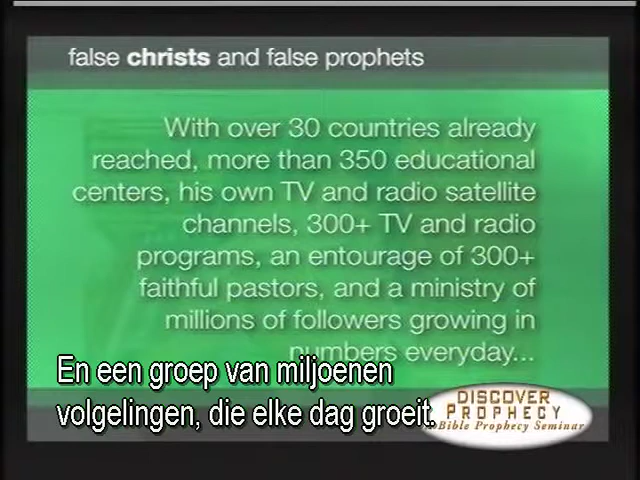 false christs and false prophets
With over 30 countries already
reached, more than 350 educational
centers, his own TV and radio satellite
channels, 300+ TV and radio
programs, an entourage of 300+
faithful pastors, and a ministry of
millions of followers growing in
numbers everyday...
En een groep van miljoenen
volgelingen, die elke dag groeit.
DISCOVER
PROPHECY
Bible Prophecy Seminar